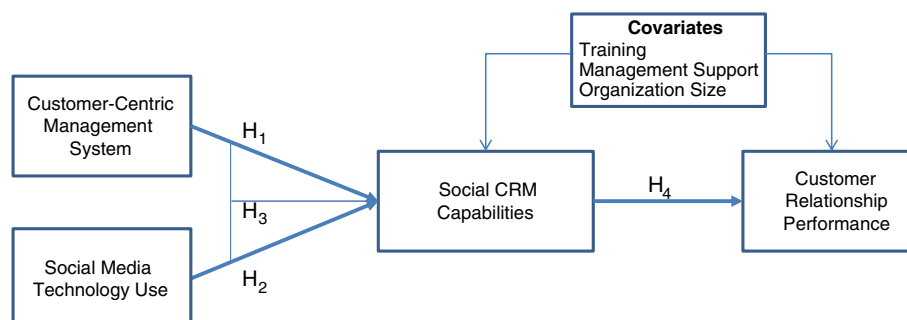 Covariates
Training
Management Support
Organization Size
Customer-Centric
Management
System
H1
H3
H2
Social Media
Technology Use
Social CRM
Capabilities
H4
Customer
Relationship
Performance